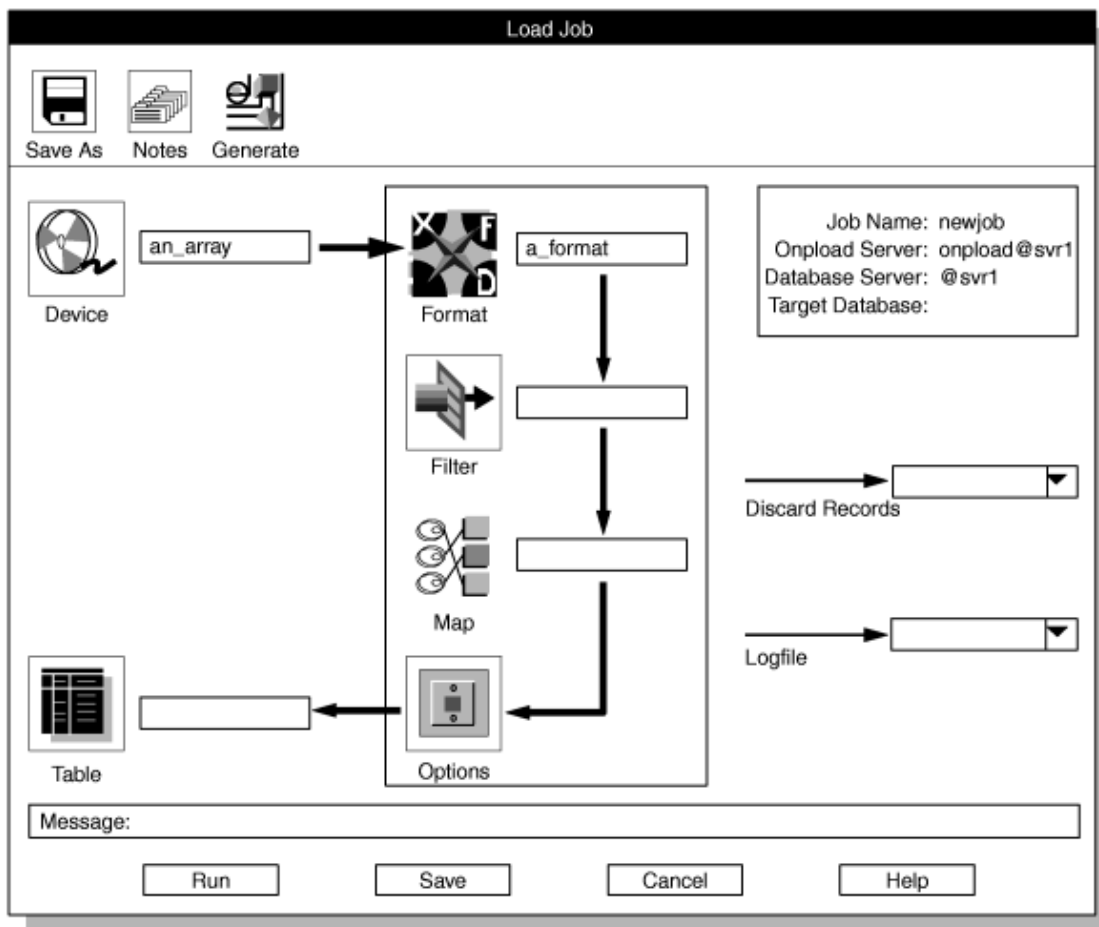 Load Job
Save As
Notes
Generate
Device
an_array
X F D
Format
a_format
Job Name: newjob
Onpload Server: onpload@svr1
Database Server: @svr1
Target Database:
Filter
Discard Records
Map
Logfile
Table
Options
Message:
Run
Save
Cancel
Help